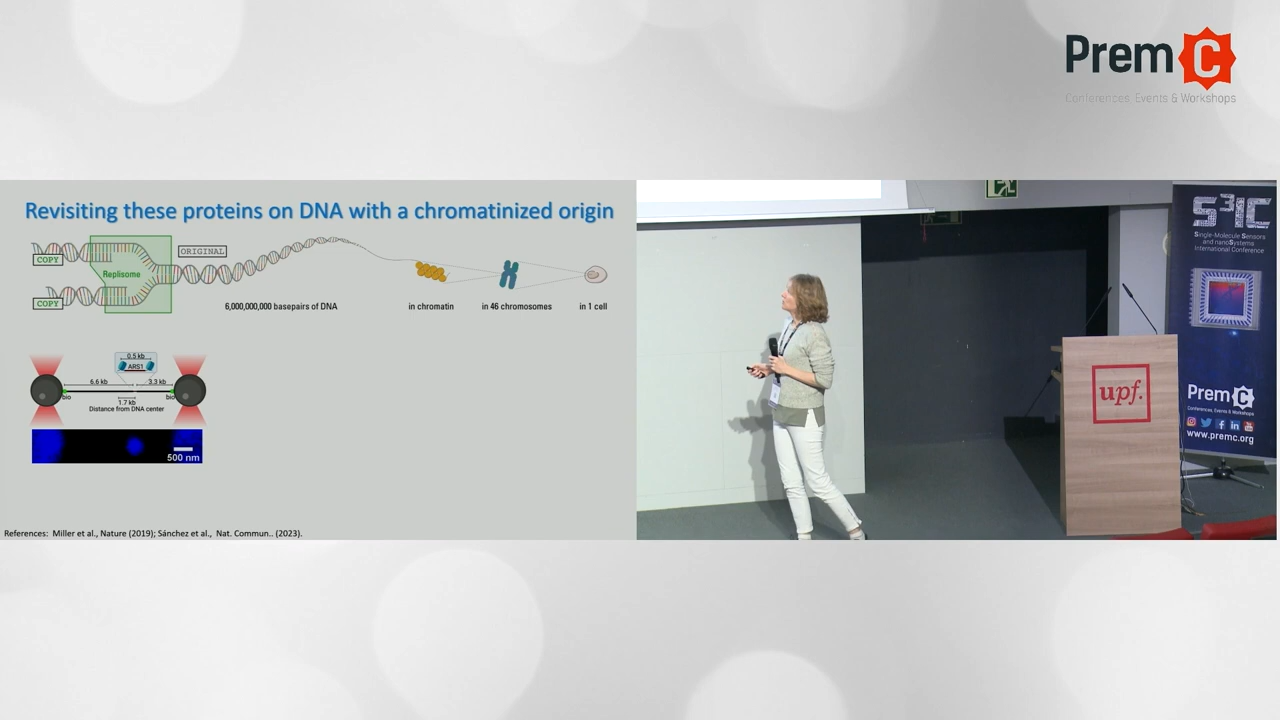 Prem C
Conferences, Events & Workshops
Revisiting these proteins on DNA with a chromatinized origin
COPY
ORIGINAL
Replisome
COPY
6,000,000,000 basepairs of DNA
in chromatin
in 46 chromosomes
in 1 cell
0.5 kb
ARS1
6.6 kb
3.3 kb
bio
bio
1.7 kb
Distance from DNA center
500 nm
References: Miller et al., Nature (2019); Sánchez et al., Nat. Commun.. (2023).
S3IC
Single-Molecule Sensors
and nanoSystems
International Conference
upf.
Prem C
Conferences, Events & Workshops
www.premc.org